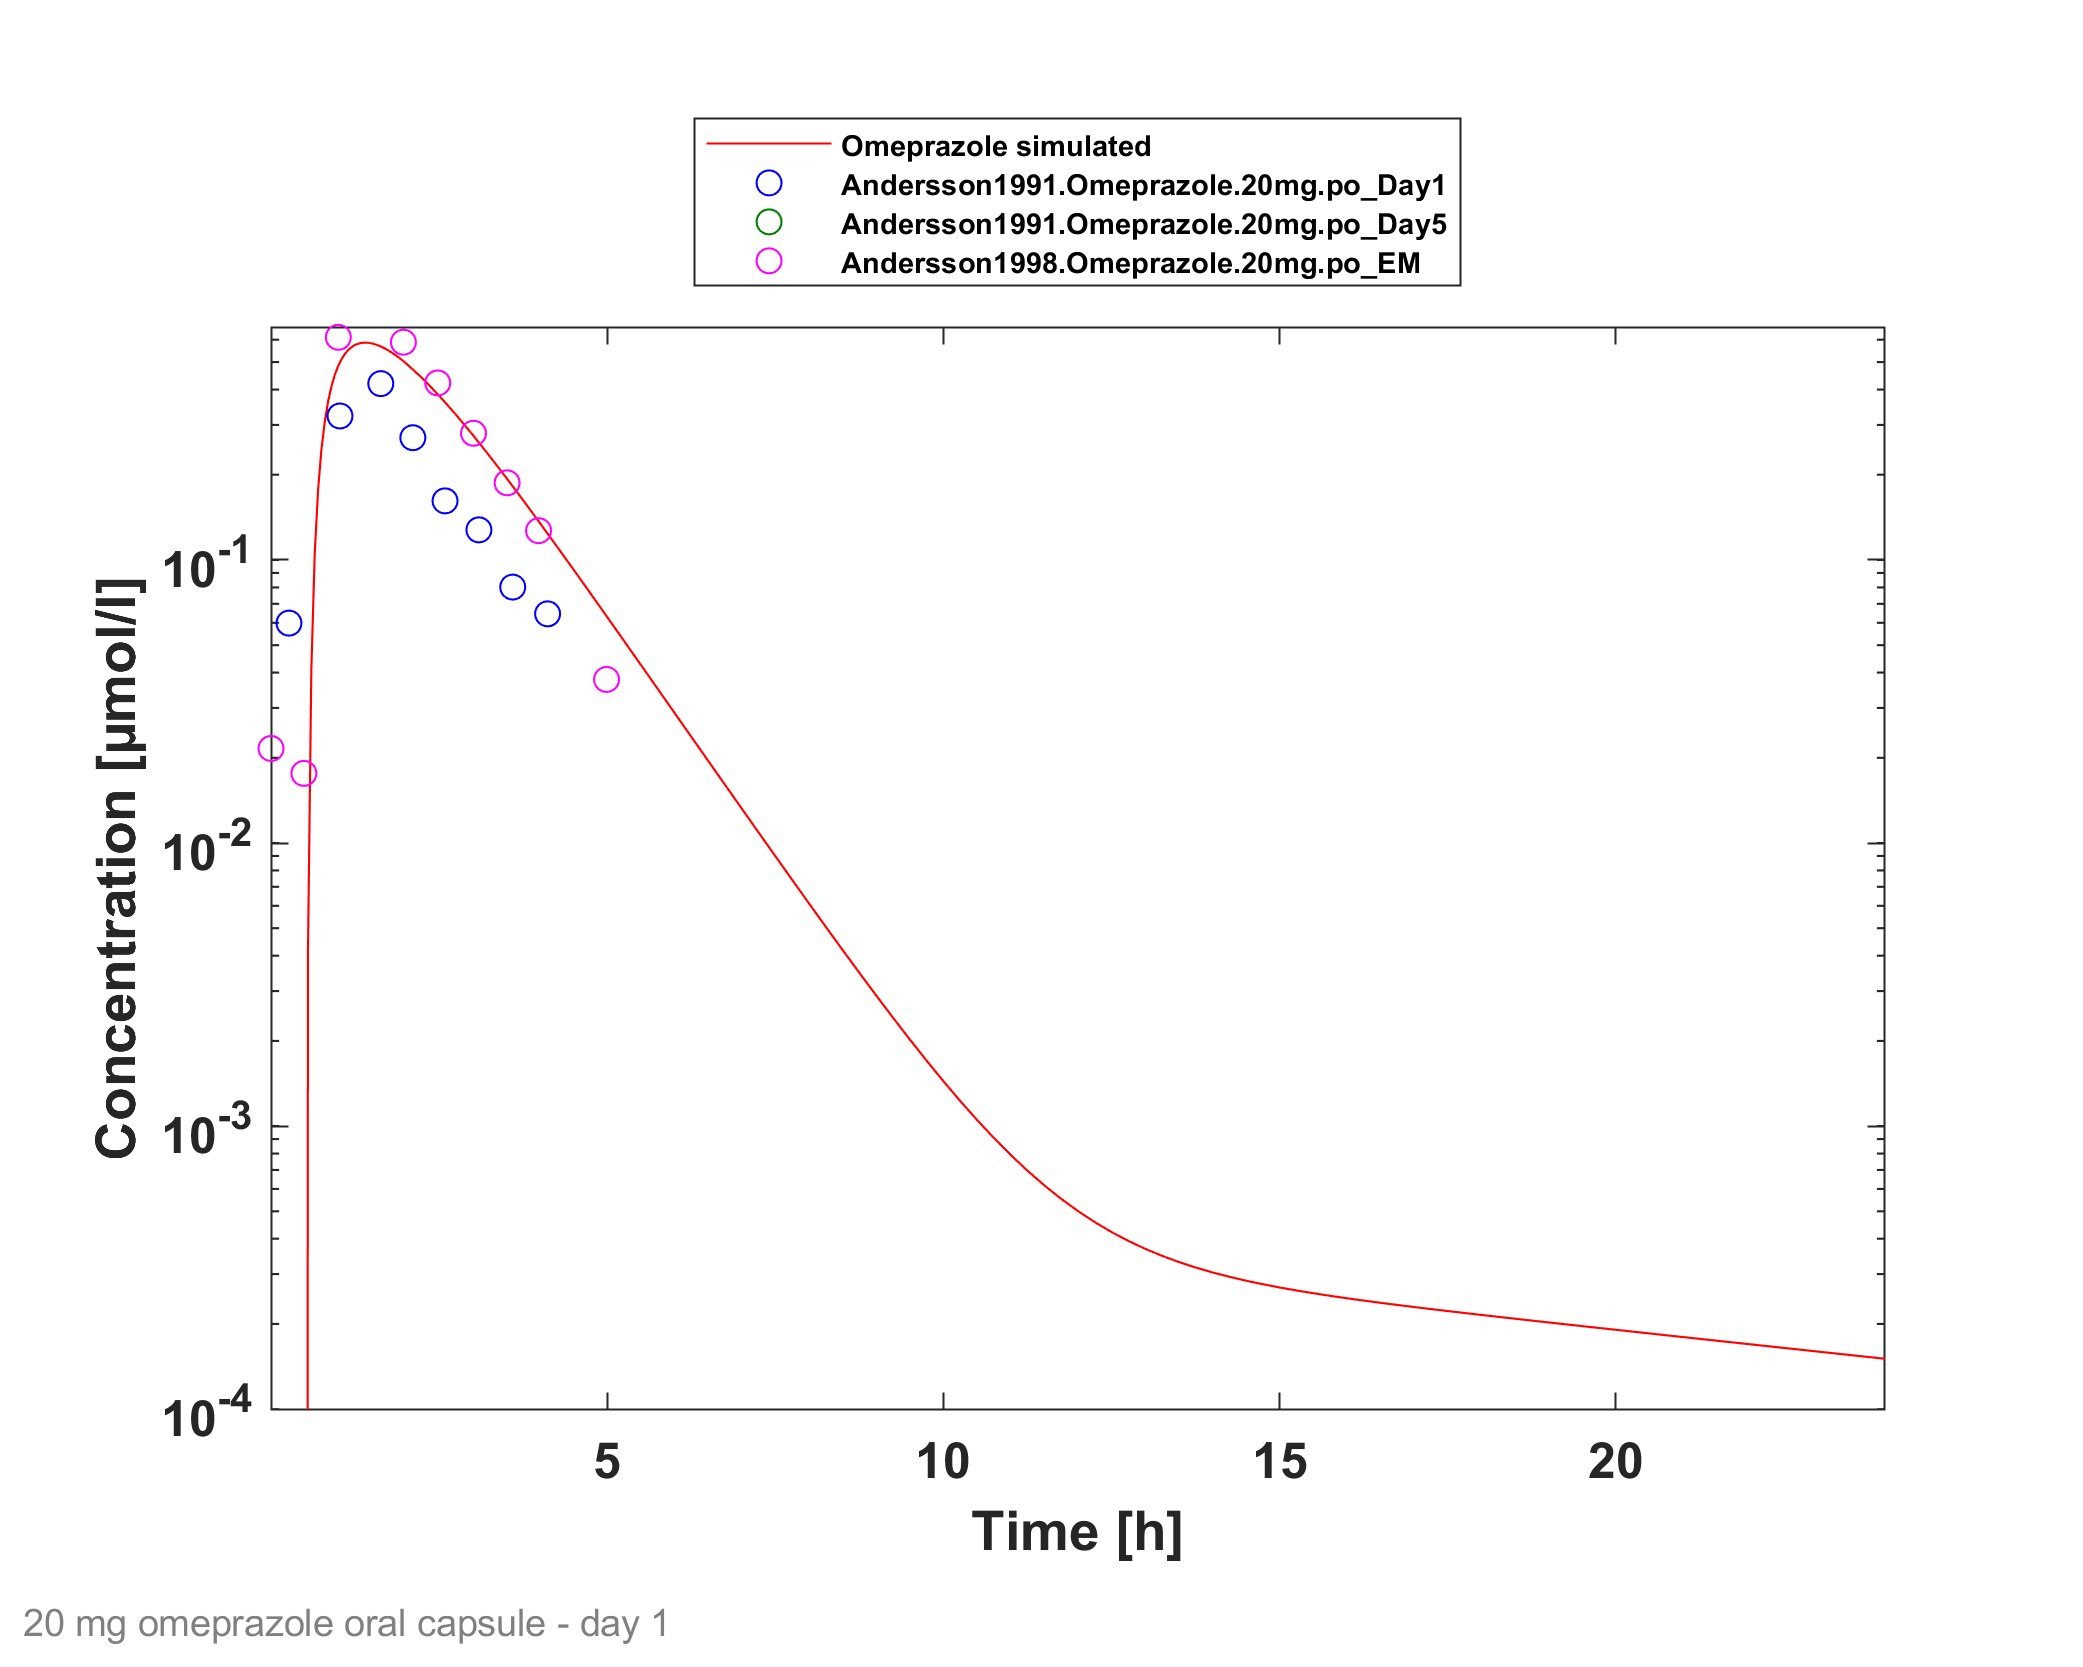 Omeprazole simulated
Andersson1991.Omeprazole.20mg.po_Day1
Andersson1991.Omeprazole.20mg.po_Day5
Andersson1998.Omeprazole.20mg.po_EM
Concentration [µmol/l]
10^-1
10^-2
10^-3
10^-4
5 10 15 20
Time [h]
20 mg omeprazole oral capsule - day 1